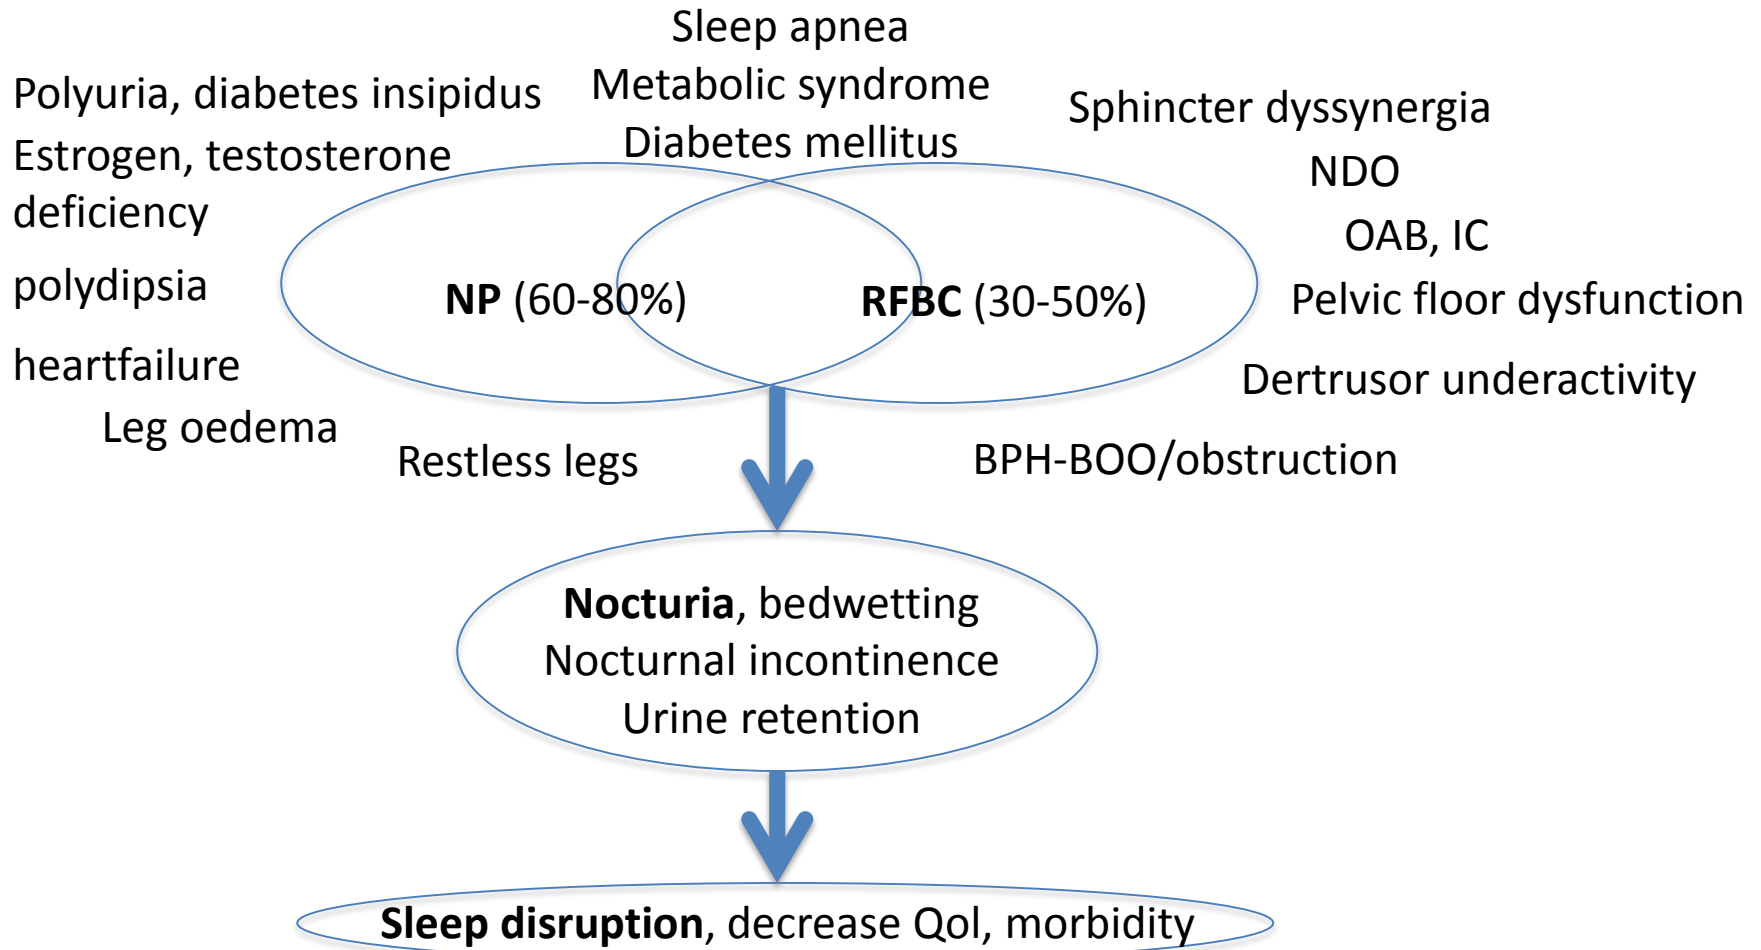 Sleep apnea
Metabolic syndrome
Diabetes mellitus
Polyuria, diabetes insipidus
Estrogen, testosterone
deficiency
polydipsia
heartfailure
Leg oedema
Restless legs
NP (60-80%)
RFBC (30-50%)
Sphincter dyssynergia
NDO
OAB, IC
Pelvic floor dysfunction
Dertrusor underactivity
BPH-BOO/obstruction
Nocturia, bedwetting
Nocturnal incontinence
Urine retention
Sleep disruption, decrease Qol, morbidity